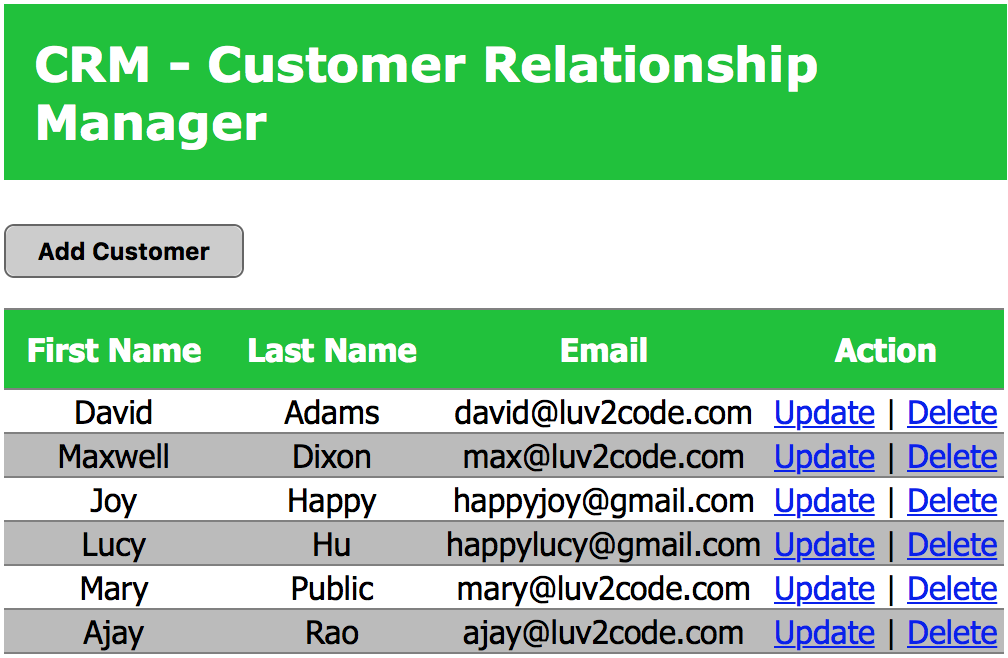 CRM - Customer Relationship
Manager
Add Customer
First Name Last Name Email Action
David Adams david@luv2code.com Update | Delete
Maxwell Dixon max@luv2code.com Update | Delete
Joy Happy happyjoy@gmail.com Update | Delete
Lucy Hu happylucy@gmail.com Update | Delete
Mary Public mary@luv2code.com Update | Delete
Ajay Rao ajay@luv2code.com Update | Delete